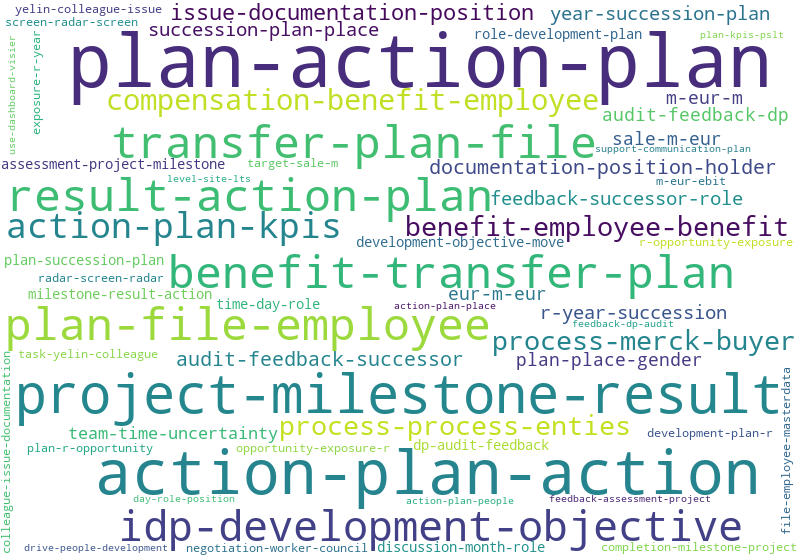 yelin-colleague-issue
issue-documentation-position
year-succession-plan
screen-radar-screen
succession-plan-place
role-development-plan
plan-kpis-pslt
use-dashboard-visier
exposure-r-year
plan-action-plan
compensation-benefit-employee
m-eur-m
audit-feedback-dp
transfer-plan-file
sale-m-eur
support-communication-plan
assessment-project-milestone
target-sale-m
documentation-position-holder
level-site-lts
m-eur-ebit
result-action-plan
feedback-successor-role
action-plan-kpis
benefit-employee-benefit
development-objective-move
r-opportunity-exposure
plan-succession-plan
radar-screen-radar
benefit-transfer-plan
milestone-result-action
time-day-role
eur-m-eur
action-plan-place
r-year-succession
plan-file-employee
feedback-dp-audit
process-merck-buyer
task-yelin-colleague
audit-feedback-successor
plan-place-gender
colleague-issue-documentation
project-milestone-result
file-employee-masterdata
process-process-enties
team-time-uncertainty
development-plan-r
plan-r-opportunity
opportunity-exposure-r
dp-audit-feedback
action-plan-action
day-role-position
action-plan-people
feedback-assessment-project
idp-development-objective
drive-people-development
negotiation-worker-council
discussion-month-role
completion-milestone-project